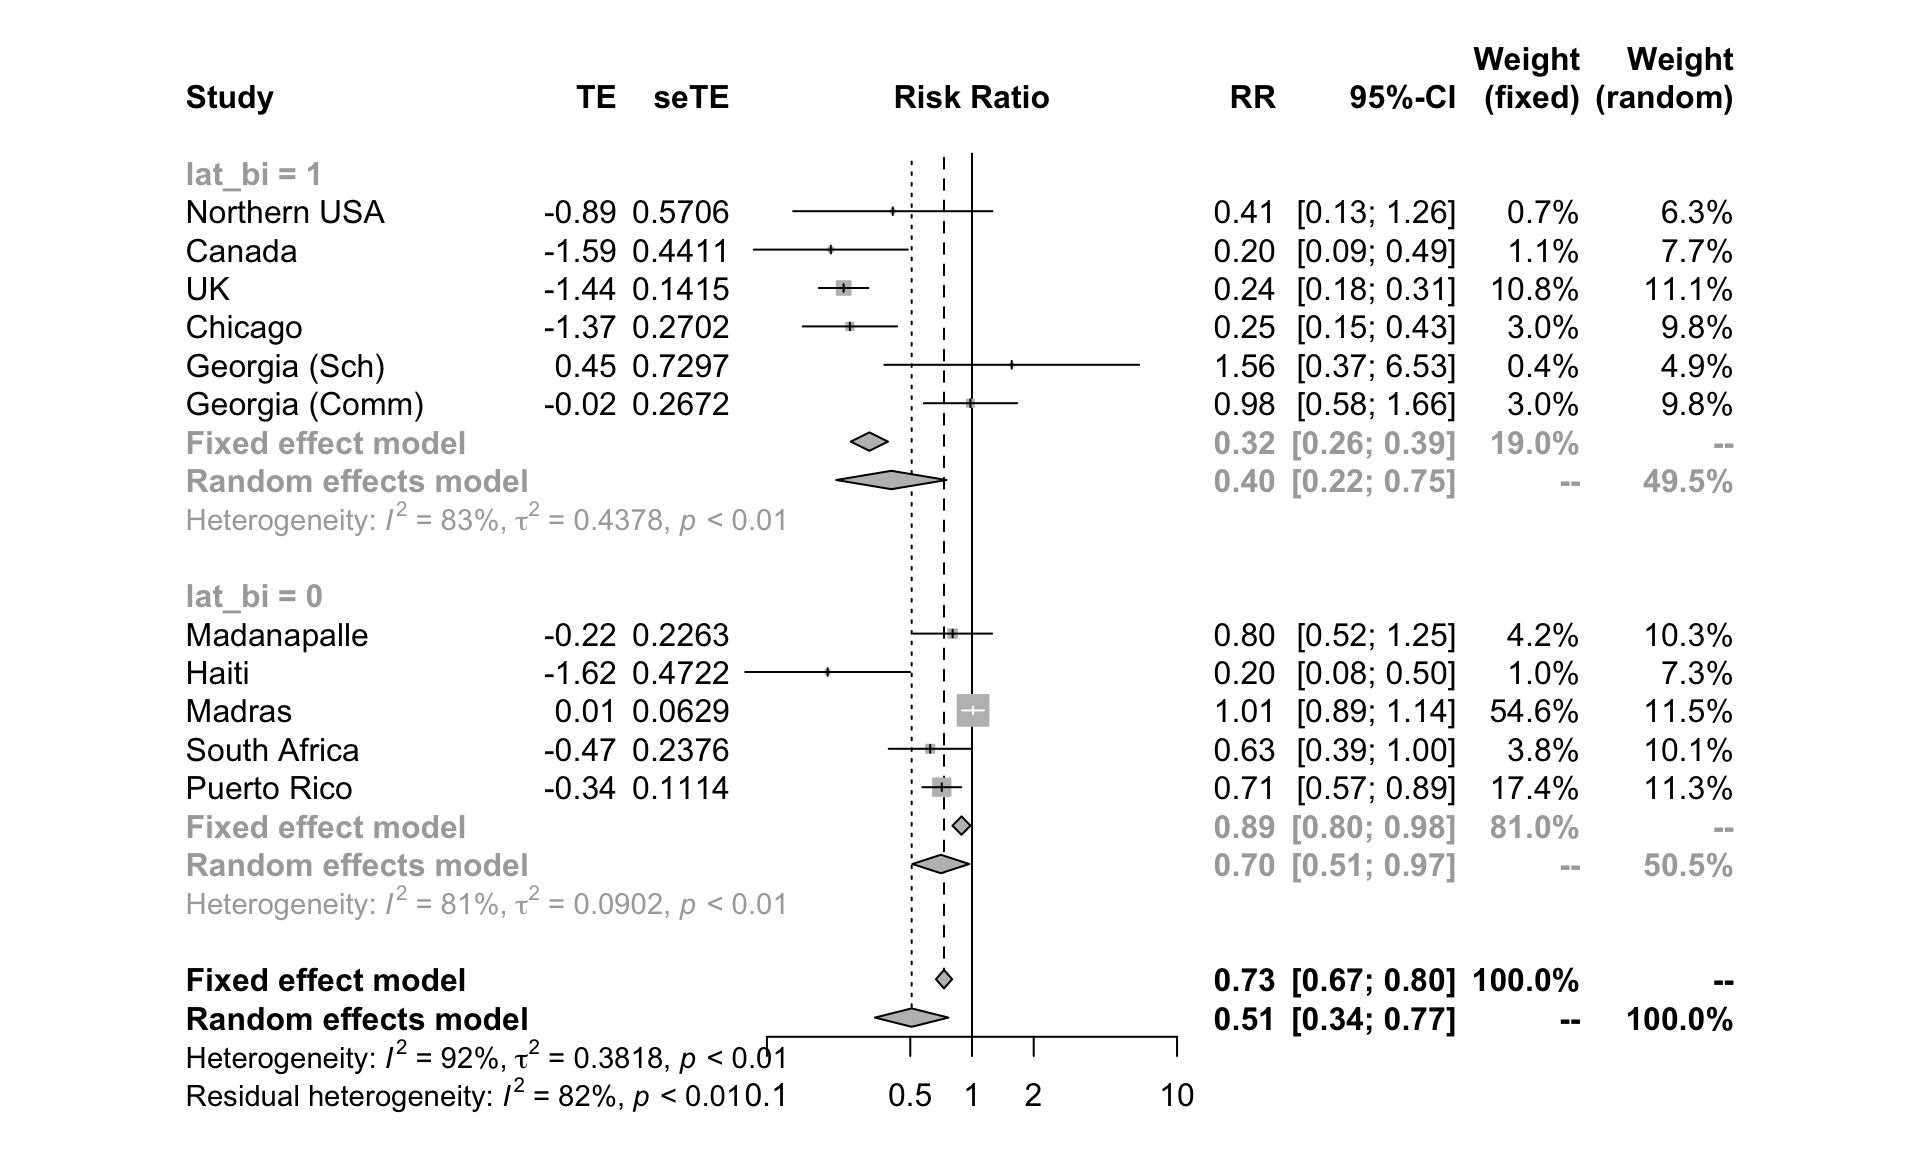 Weight Weight
Study TE seTE Risk Ratio RR 95%-CI (fixed) (random)
lat_bi = 1
Northern USA -0.89 0.5706 0.41 [0.13; 1.26] 0.7% 6.3%
Canada -1.59 0.4411 0.20 [0.09; 0.49] 1.1% 7.7%
UK -1.44 0.1415 0.24 [0.18; 0.31] 10.8% 11.1%
Chicago -1.37 0.2702 0.25 [0.15; 0.43] 3.0% 9.8%
Georgia (Sch) 0.45 0.7297 1.56 [0.37; 6.53] 0.4% 4.9%
Georgia (Comm) -0.02 0.2672 0.98 [0.58; 1.66] 3.0% 9.8%
Fixed effect model 0.32 [0.26; 0.39] 19.0% --
Random effects model 0.40 [0.22; 0.75] -- 49.5%
Heterogeneity: I² = 83%, τ² = 0.4378, p < 0.01
lat_bi = 0
Madanapalle -0.22 0.2263 0.80 [0.52; 1.25] 4.2% 10.3%
Haiti -1.62 0.4722 0.20 [0.08; 0.50] 1.0% 7.3%
Madras 0.01 0.0629 1.01 [0.89; 1.14] 54.6% 11.5%
South Africa -0.47 0.2376 0.63 [0.39; 1.00] 3.8% 10.1%
Puerto Rico -0.34 0.1114 0.71 [0.57; 0.89] 17.4% 11.3%
Fixed effect model 0.89 [0.80; 0.98] 81.0% --
Random effects model 0.70 [0.51; 0.97] -- 50.5%
Heterogeneity: I² = 81%, τ² = 0.0902, p < 0.01
Fixed effect model 0.73 [0.67; 0.80] 100.0% --
Random effects model 0.51 [0.34; 0.77] -- 100.0%
Heterogeneity: I² = 92%, τ² = 0.3818, p < 0.01
Residual heterogeneity: I² = 82%, p < 0.01 0.1 0.5 1 2 10